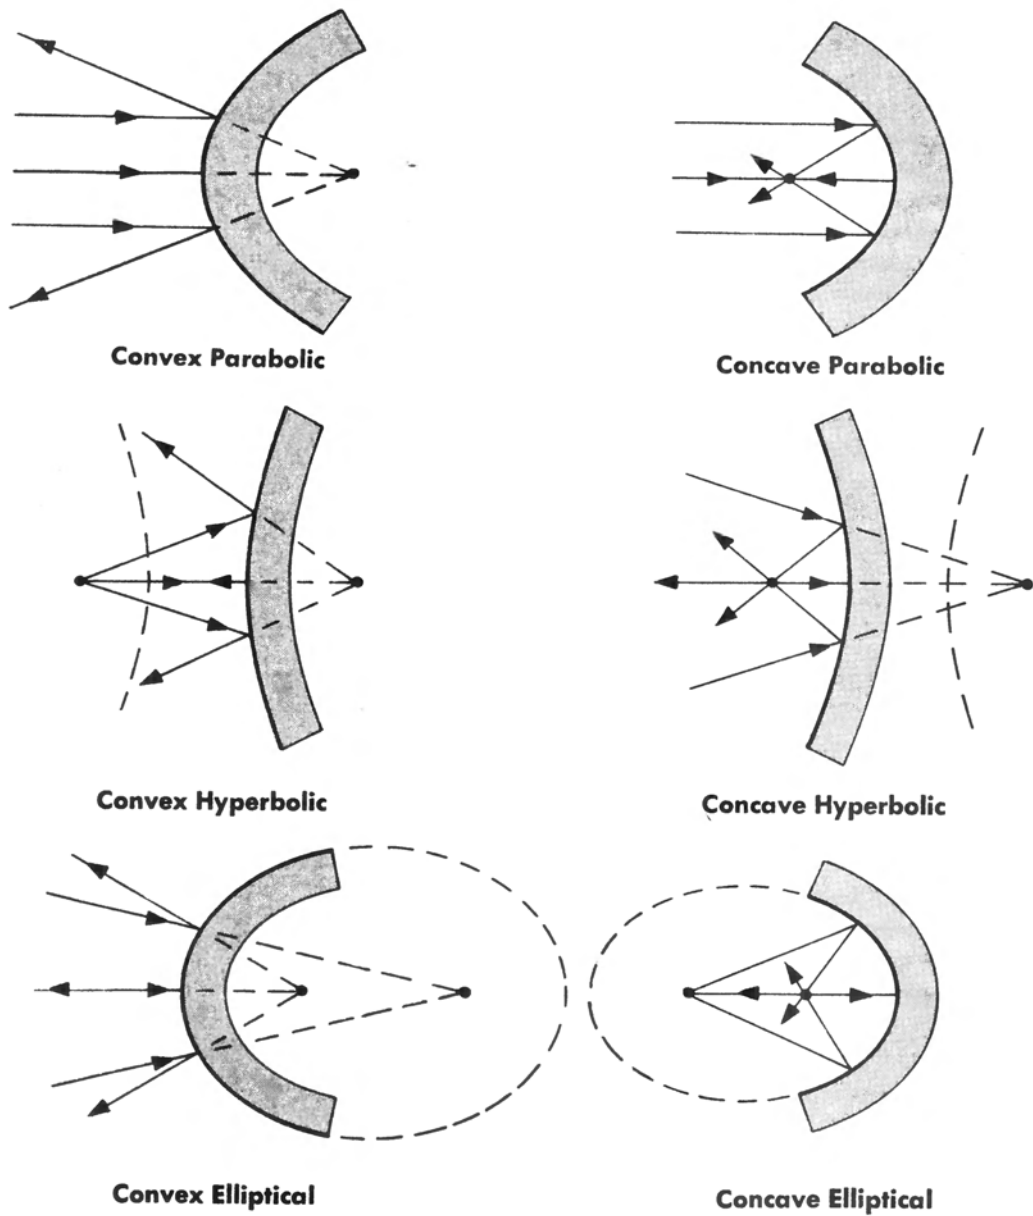 Convex Parabolic
Concave Parabolic
Convex Hyperbolic
Concave Hyperbolic
Convex Elliptical
Concave Elliptical